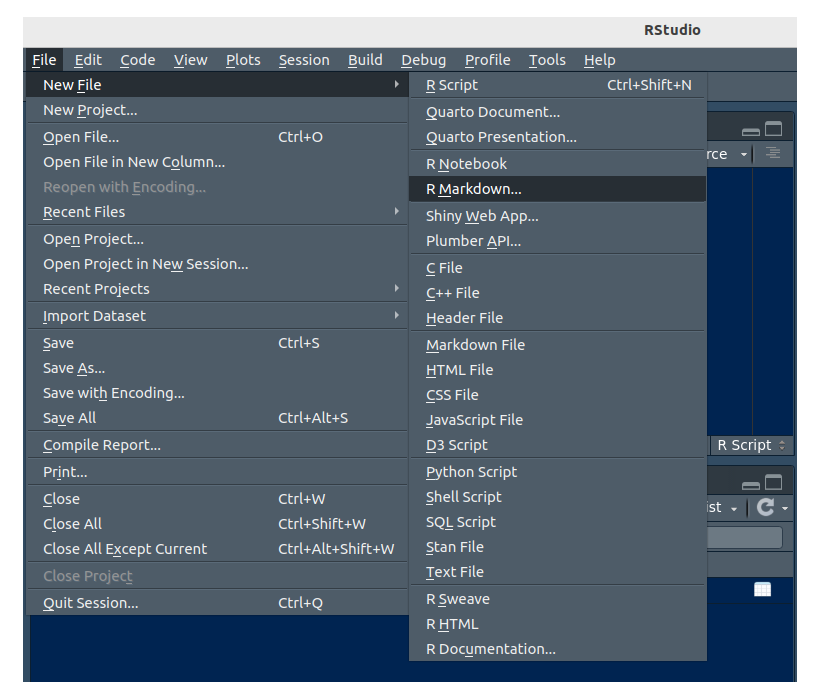 RStudio
File Edit Code View Plots Session Build Debug Profile Tools Help
New File
New Project...
Open File... Ctrl+O
Open File in New Column...
Reopen with Encoding...
Recent Files
Open Project...
Open Project in New Session...
Recent Projects
Import Dataset
Save Ctrl+S
Save As...
Save with Encoding...
Save All Ctrl+Alt+S
Compile Report...
Print...
Close Ctrl+W
Close All Ctrl+Shift+W
Close All Except Current Ctrl+Alt+Shift+W
Close Project
Quit Session... Ctrl+Q
R Script Ctrl+Shift+N
Quarto Document...
Quarto Presentation...
R Notebook
R Markdown...
Shiny Web App...
Plumber API...
C File
C++ File
Header File
Markdown File
HTML File
CSS File
JavaScript File
D3 Script
Python Script
Shell Script
SQL Script
Stan File
Text File
R Sweave
R HTML
R Documentation...
rce
R Script
ist